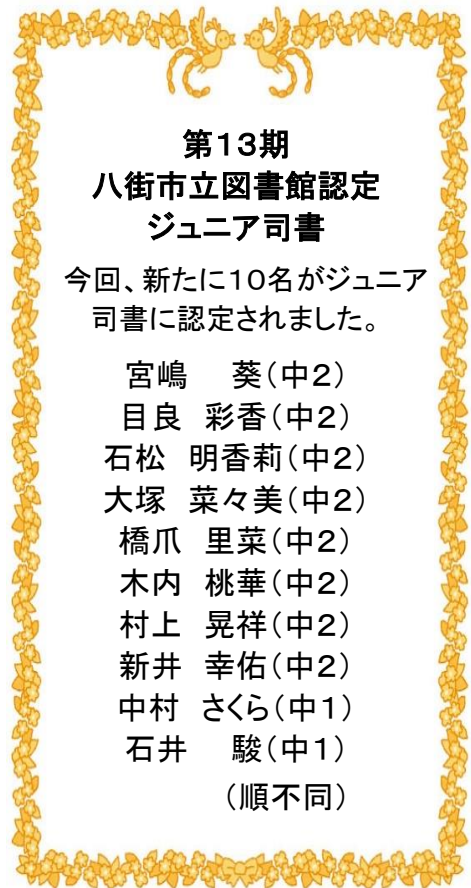 第13期
八街市立図書館認定
ジュニア司書
今回、新たに10名がジュニア
司書に認定されました。
宮嶋　葵(中2)
目良　彩香(中2)
石松　明香莉(中2)
大塚　菜々美(中2)
橋爪　里菜(中2)
木内　桃華(中2)
村上　晃祥(中2)
新井　幸佑(中2)
中村　さくら(中1)
石井　駿(中1)
(順不同)